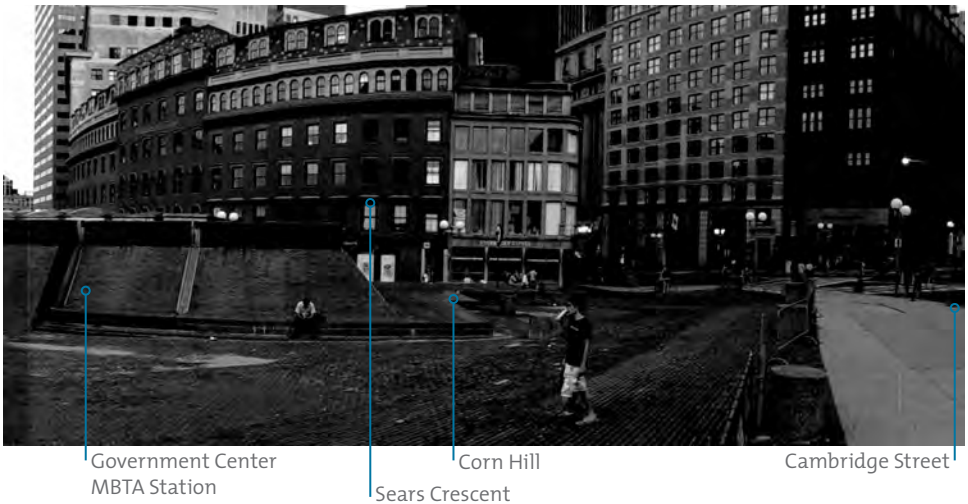 Government Center
MBTA Station
Sears Crescent
Corn Hill
Cambridge Street